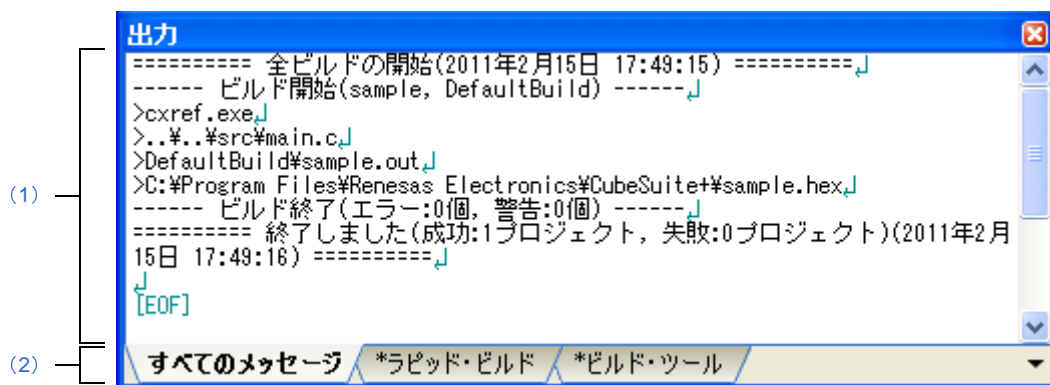 出力
========== 全ビルドの開始(2011年2月15日 17:49:15) ==========↲
------ ビルド開始(sample, DefaultBuild) ------↲
>cxref.exe↲
>..¥..¥src¥main.c↲
>DefaultBuild¥sample.out↲
>C:¥Program Files¥Renesas Electronics¥CubeSuite+¥sample.hex↲
------ ビルド終了(エラー:0個, 警告:0個) ------↲
========== 終了しました(成功:1プロジェクト, 失敗:0プロジェクト)(2011年2月
15日 17:49:16) ==========↲
↲
[EOF]
(1)
(2)
すべてのメッセージ
*ラピッド・ビルド
*ビルド・ツール